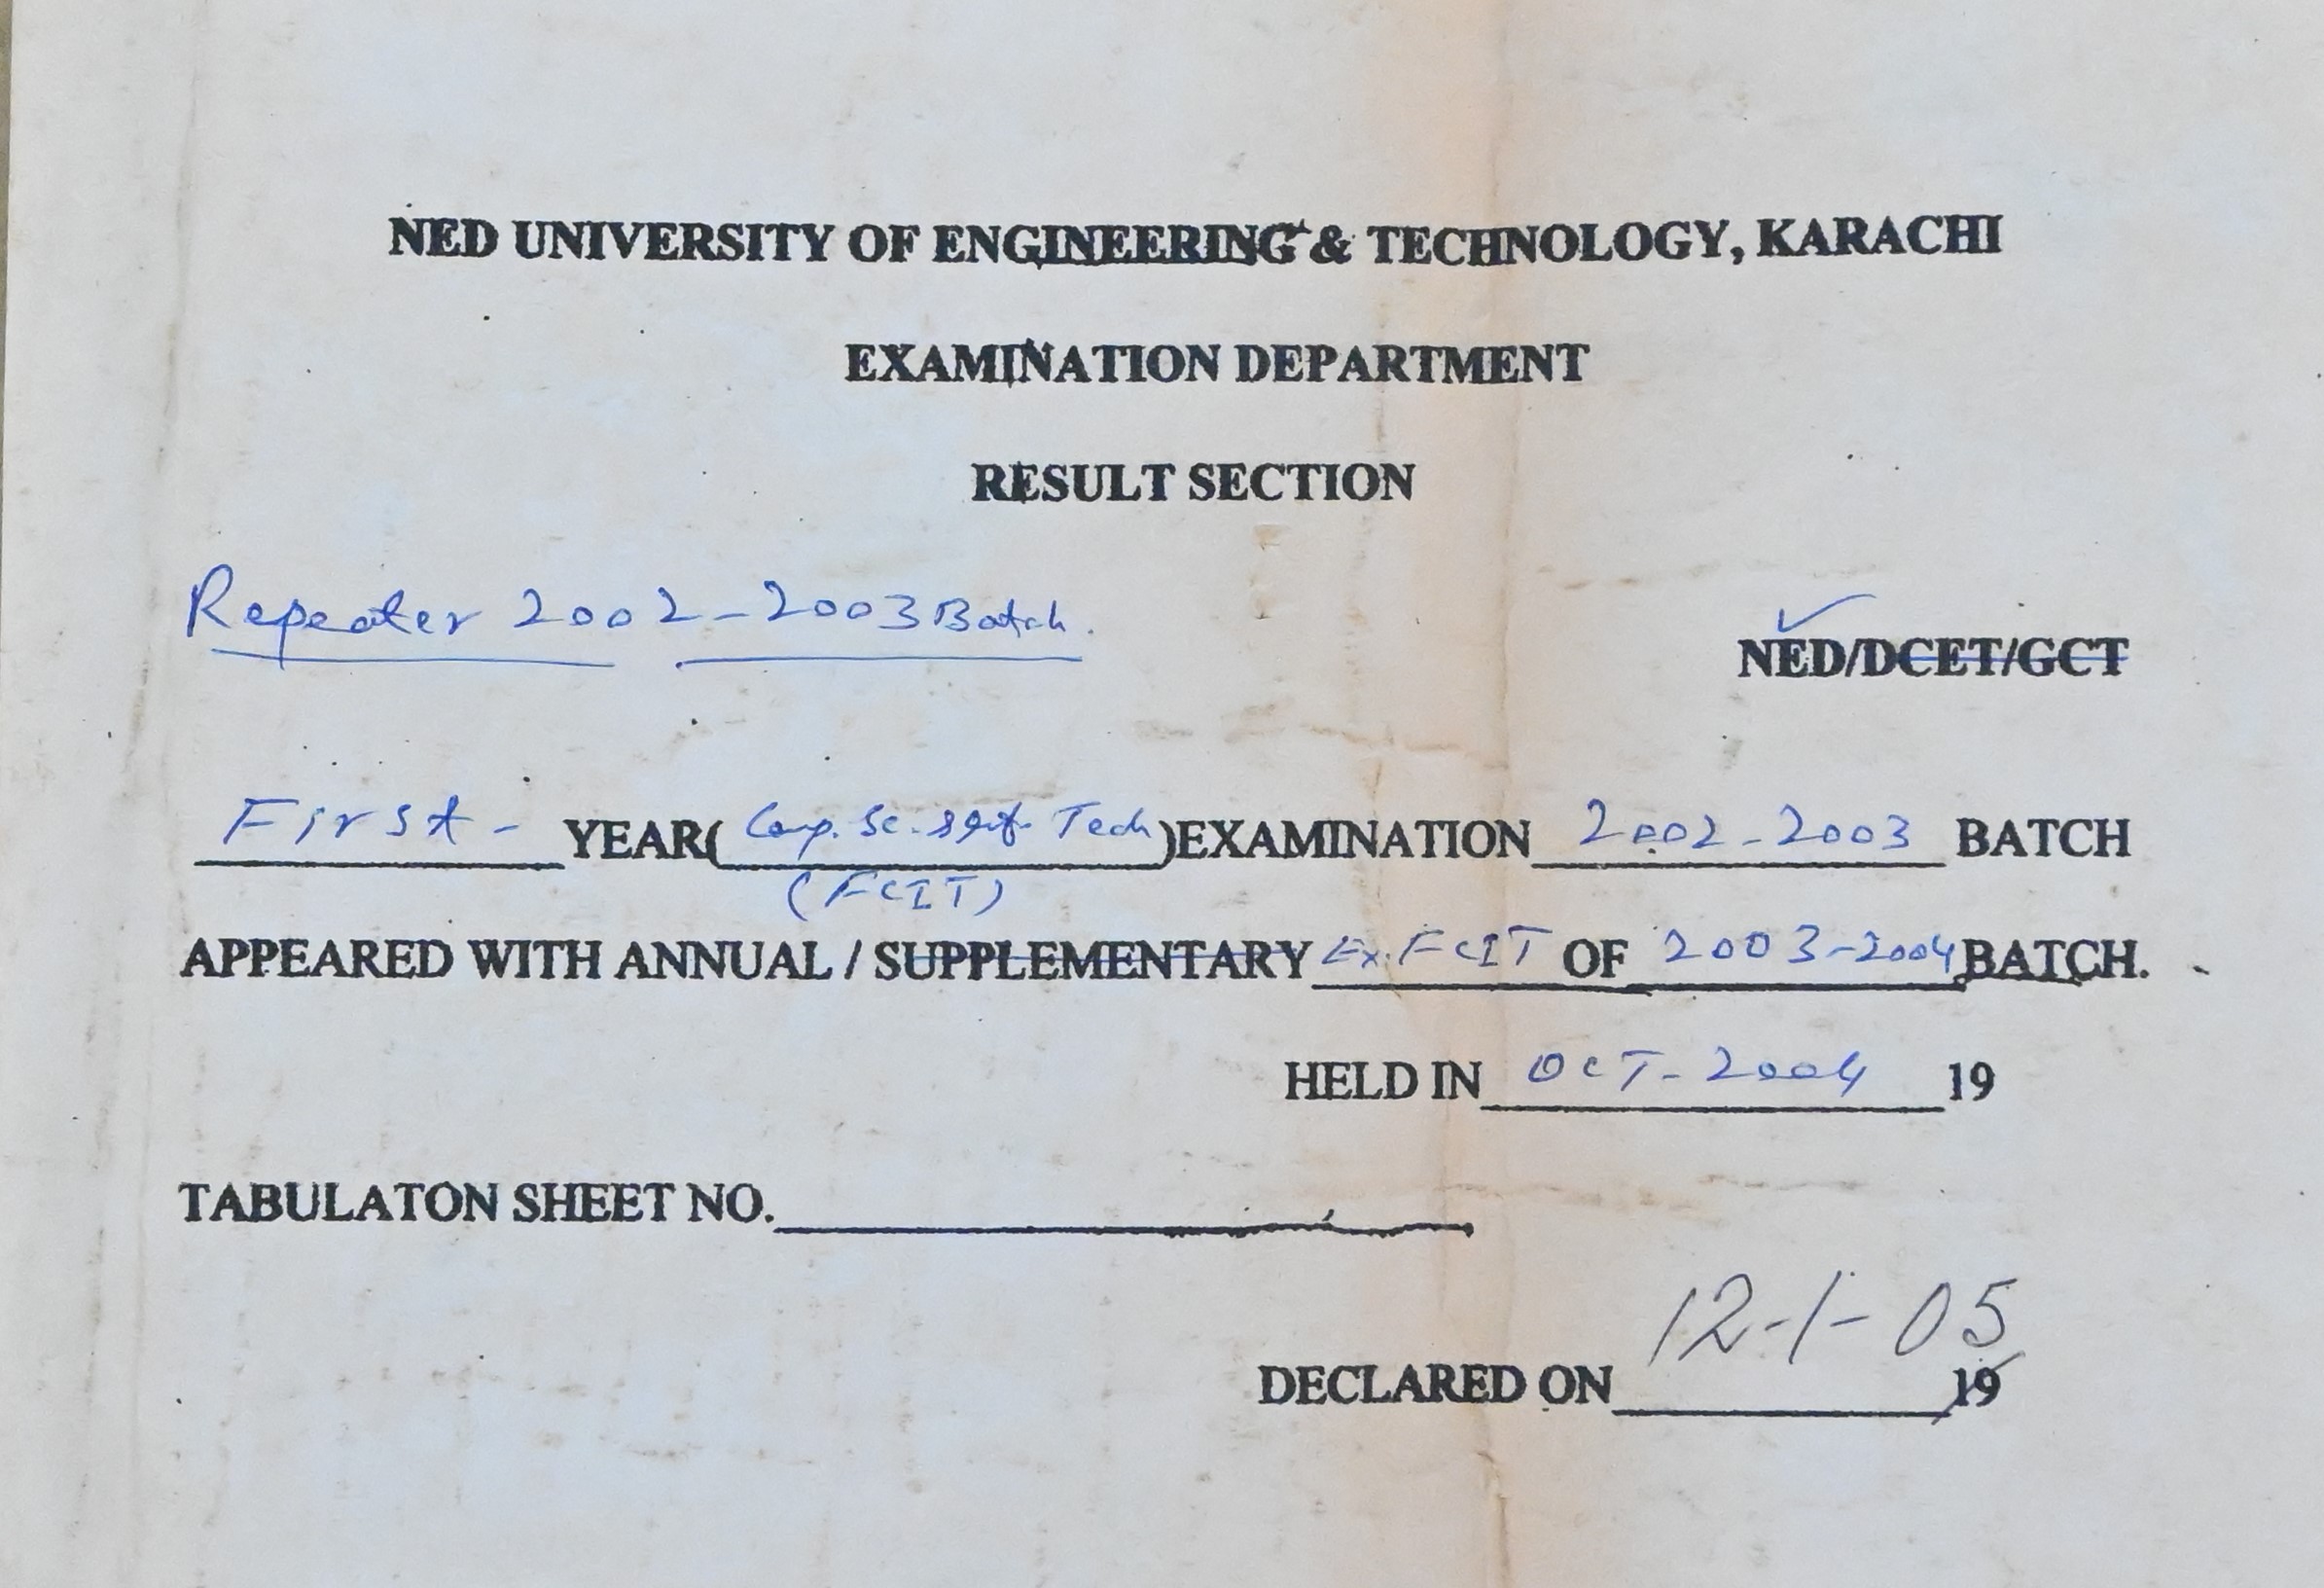 NED UNIVERSITY OF ENGINEERING & TECHNOLOGY, KARACHI
EXAMINATION DEPARTMENT
RESULT SECTION
Repeater 2002-2003 Batch.
NED/DCET/GCT
First - YEAR( Comp. Sc. & Inf. Tech )EXAMINATION 2002-2003 BATCH
(FCIT)
APPEARED WITH ANNUAL / SUPPLEMENTARY Ex. FCIT OF 2003-2004 BATCH.
HELD IN OCT-2004 19
TABULATON SHEET NO.
12-1-05
DECLARED ON 19